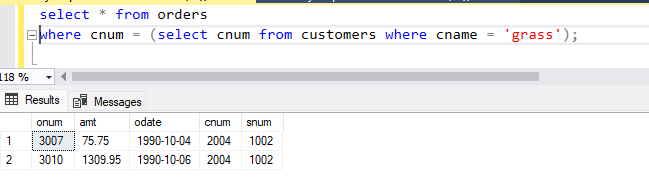 select * from orders
where cnum = (select cnum from customers where cname = 'grass');
118 %
Results Messages
onum amt odate cnum snum
1 3007 75.75 1990-10-04 2004 1002
2 3010 1309.95 1990-10-06 2004 1002